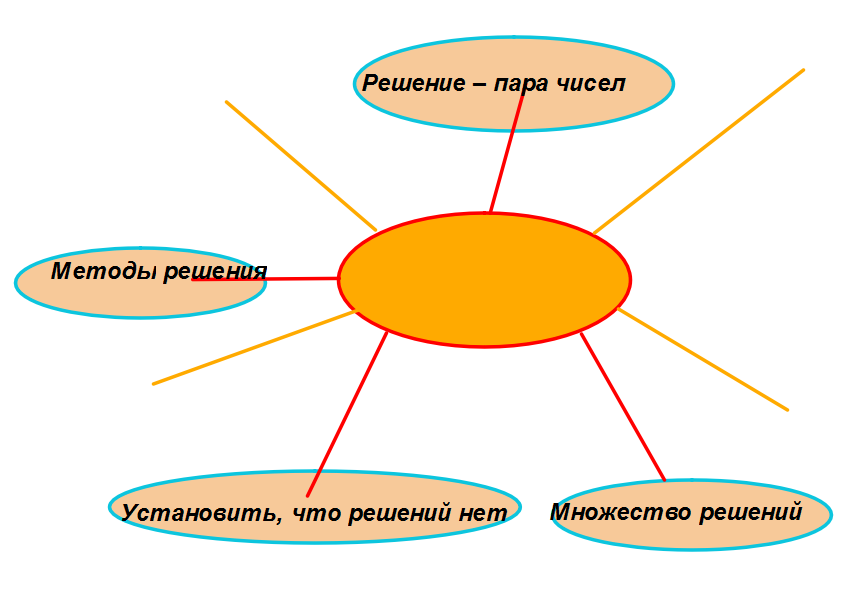 Решение – пара чисел
Методы решения
Установить, что решений нет
Множество решений